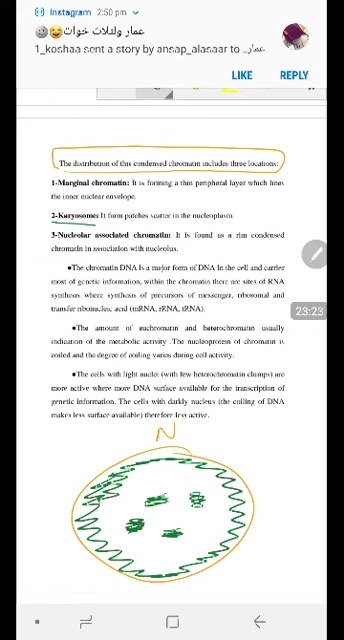 Instagram 2:50 pm
عمار ولتلات خوات
1_koshaa sent a story by ansap_alasaar to عمار...
LIKE REPLY
The distribution of this condensed chromatin includes three locations:
1-Marginal chromatin: It is forming a thin peripheral layer which lines
the inner nuclear envelope.
2-Karyosome: It form patches scatter in the nucleoplasm.
3-Nucleolar associated chromatin: It is found as a rim condensed
chromatin in association with nucleolus.
●The chromatin DNA is a major form of DNA in the cell and carrier
most of genetic information, within the chromatin there are sites of RNA
synthesis where synthesis of precursors of messenger, ribosomal and
transfer ribonucleic acid (mRNA, rRNA, tRNA).
23:23
●The amount of euchromatin and heterochromatin usually
indication of the metabolic activity .The nucleoprotein of chromatin is
coiled and the degree of coiling varies during cell activity.
●The cells with light nuclei (with few heterochromatin clumps) are
more active where more DNA surface available for the transcription of
genetic information. The cells with darkly nucleus (the coiling of DNA
makes less surface available) therefore less active.
N